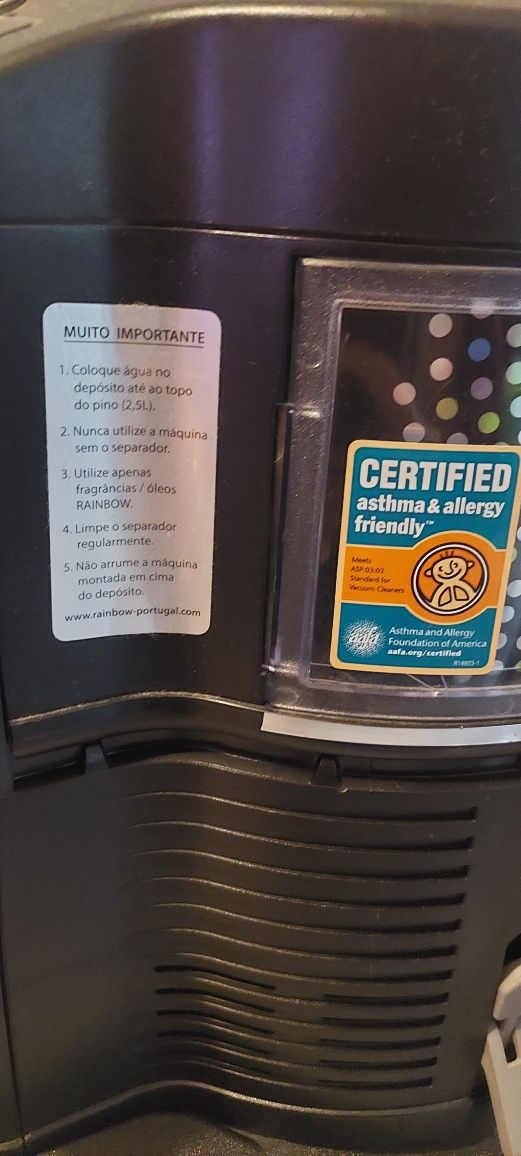 MUITO IMPORTANTE
1. Coloque água no
depósito até ao topo
do pino (2,5L).
2. Nunca utilize a máquina
sem o separador.
3. Utilize apenas
fragrâncias / óleos
RAINBOW.
4. Limpe o separador
regularmente.
5. Não arrume a máquina
montada em cima
do depósito.
www.rainbow-portugal.com
CERTIFIED
asthma & allergy
friendly™
Meets
ASP:03:03
Standard for
Vacuum Cleaners
aafa
Asthma and Allergy
Foundation of America
aafa.org/certified
R14923-1